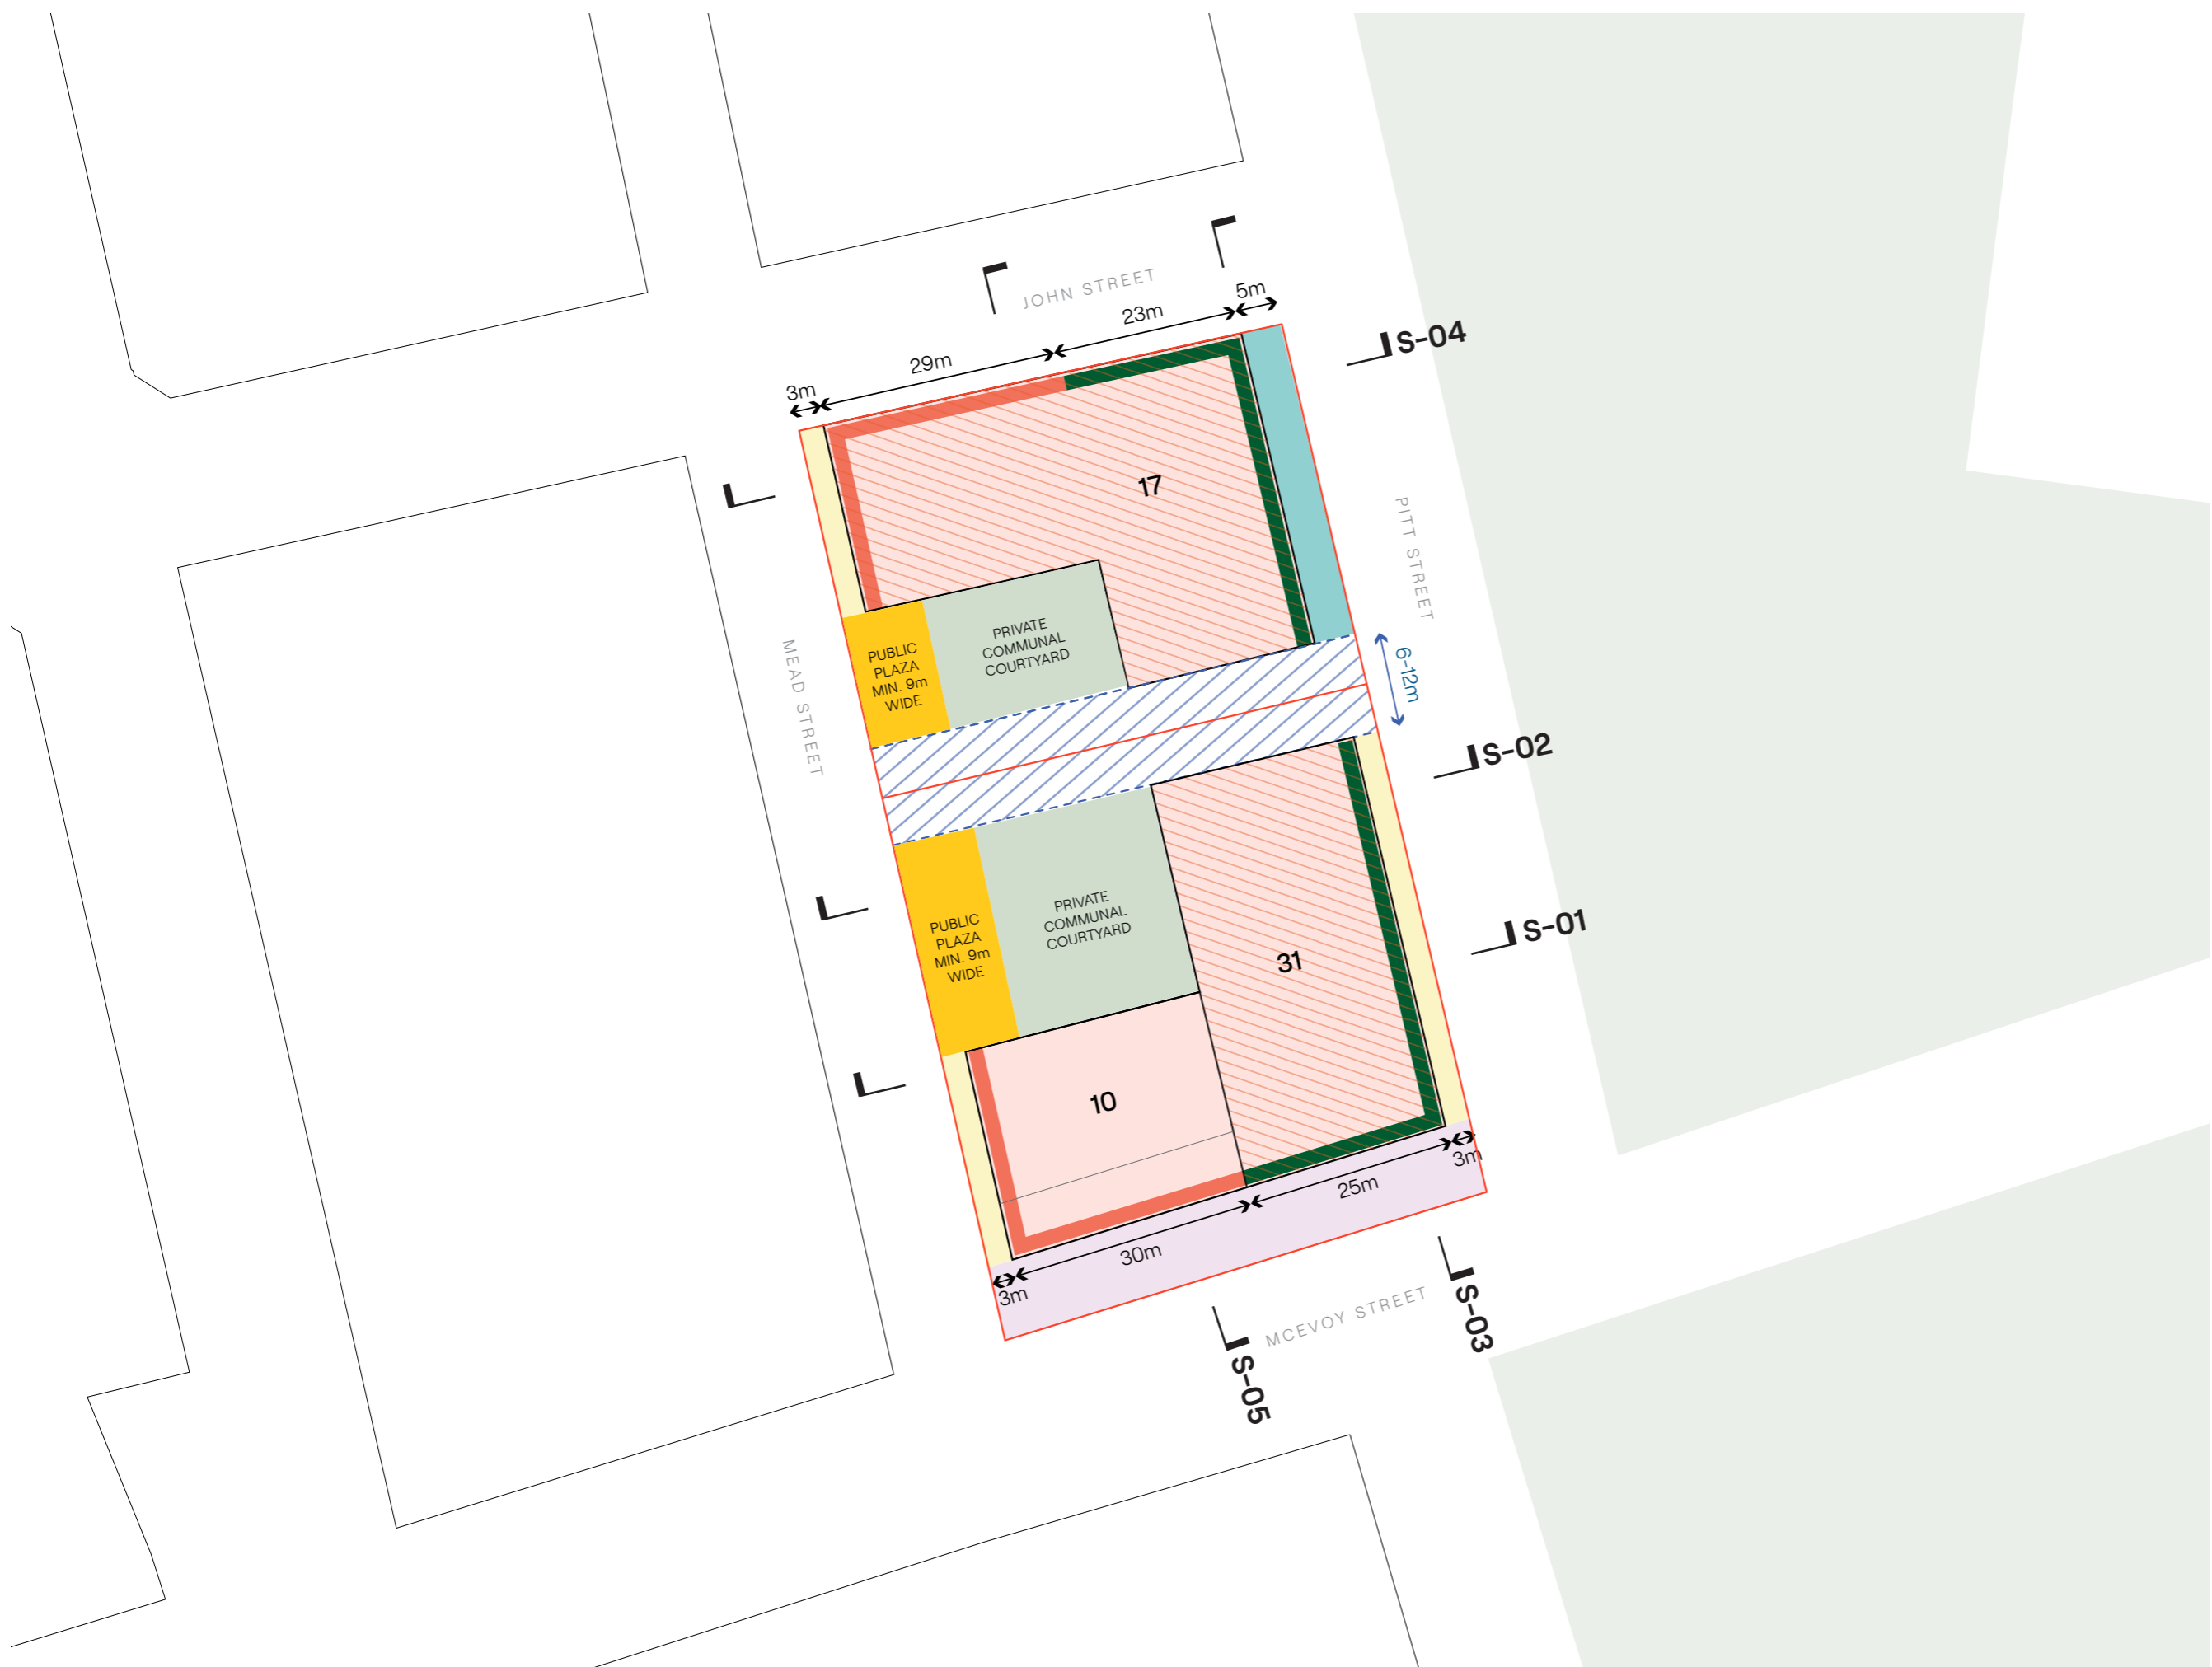 JOHN STREET
5m
23m
29m
3m
S-04
17
PITT STREET
PUBLIC
PLAZA
MIN. 9m
WIDE
PRIVATE
COMMUNAL
COURTYARD
MEAD STREET
6-12m
S-02
PUBLIC
PLAZA
MIN. 9m
WIDE
PRIVATE
COMMUNAL
COURTYARD
31
S-01
10
3m
25m
30m
3m
MCEVOY STREET
S-03
S-05